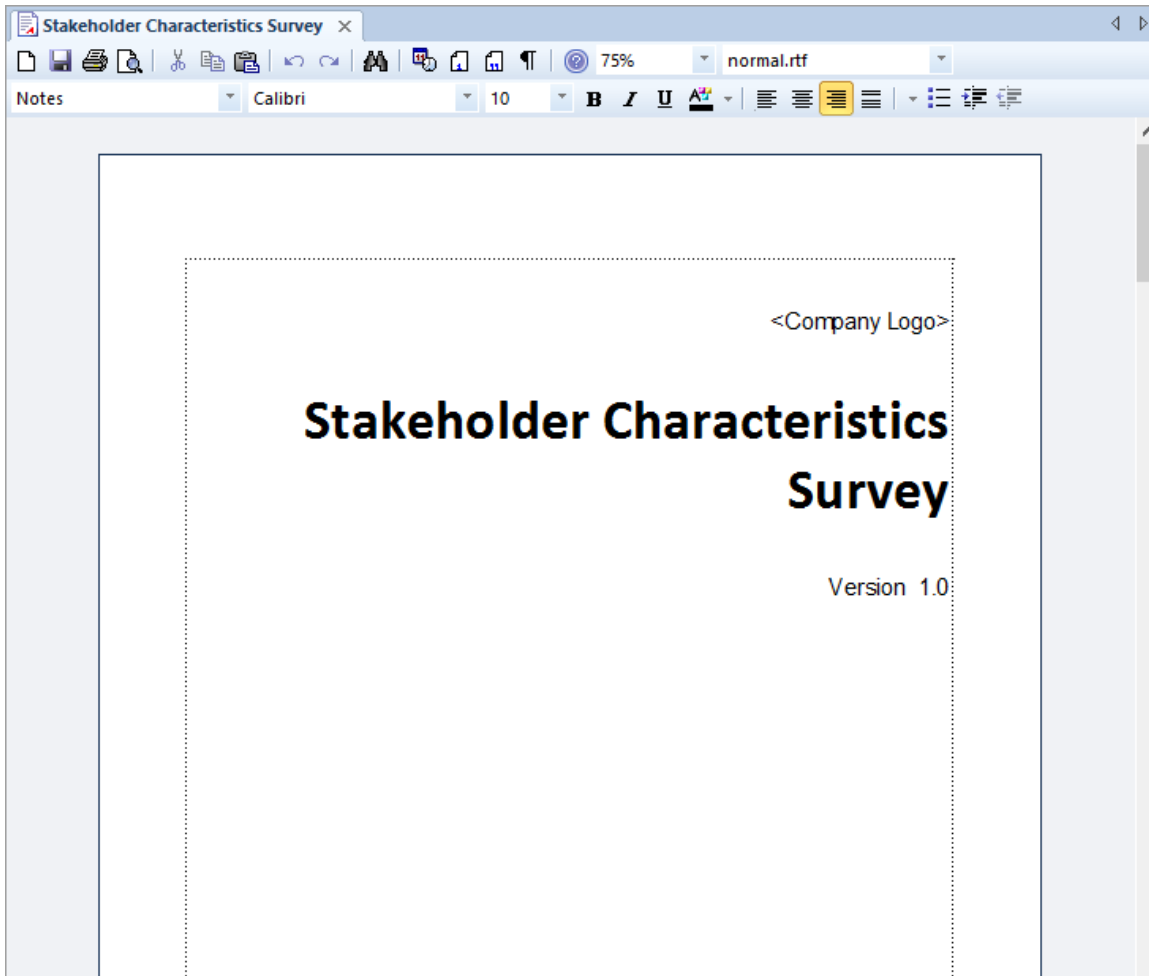 Stakeholder Characteristics Survey
75% normal.rtf
Notes Calibri 10 B I U
<Company Logo>
Stakeholder Characteristics
Survey
Version 1.0